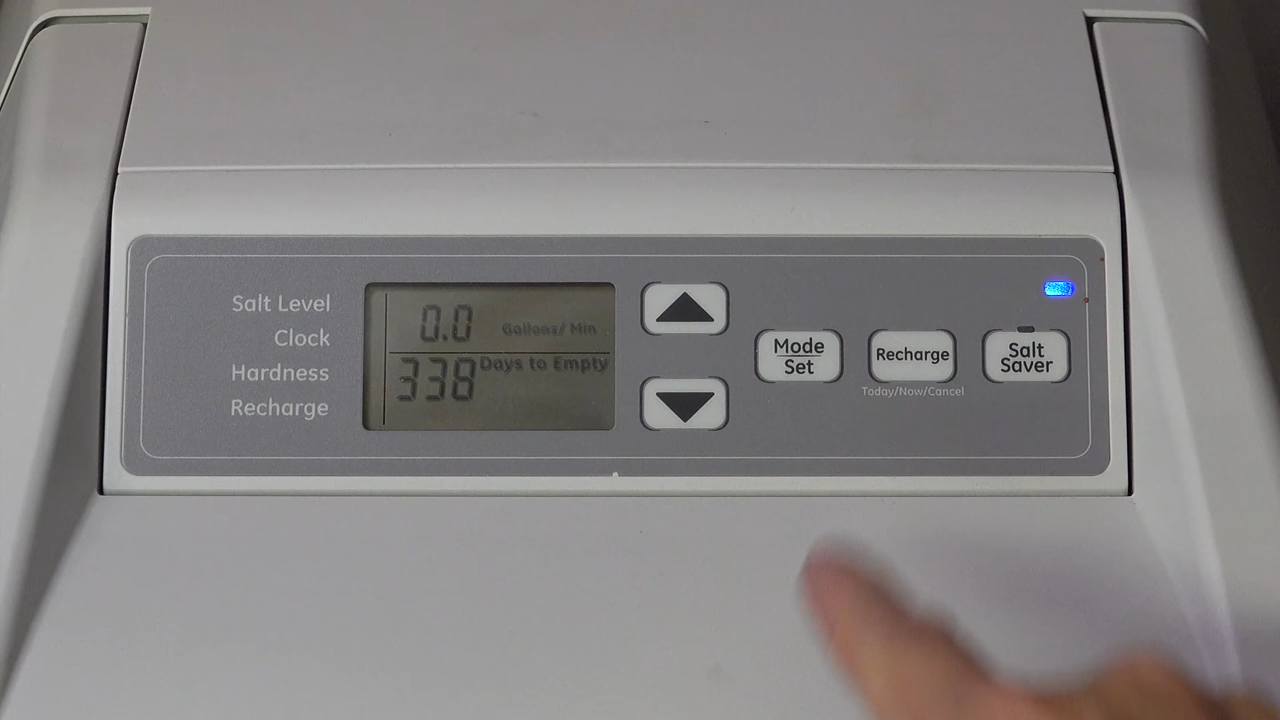 Salt Level
Clock
Hardness
Recharge
0.0 Gallons/ Min
338 Days to Empty
Mode
Set
Recharge
Today/Now/Cancel
Salt
Saver